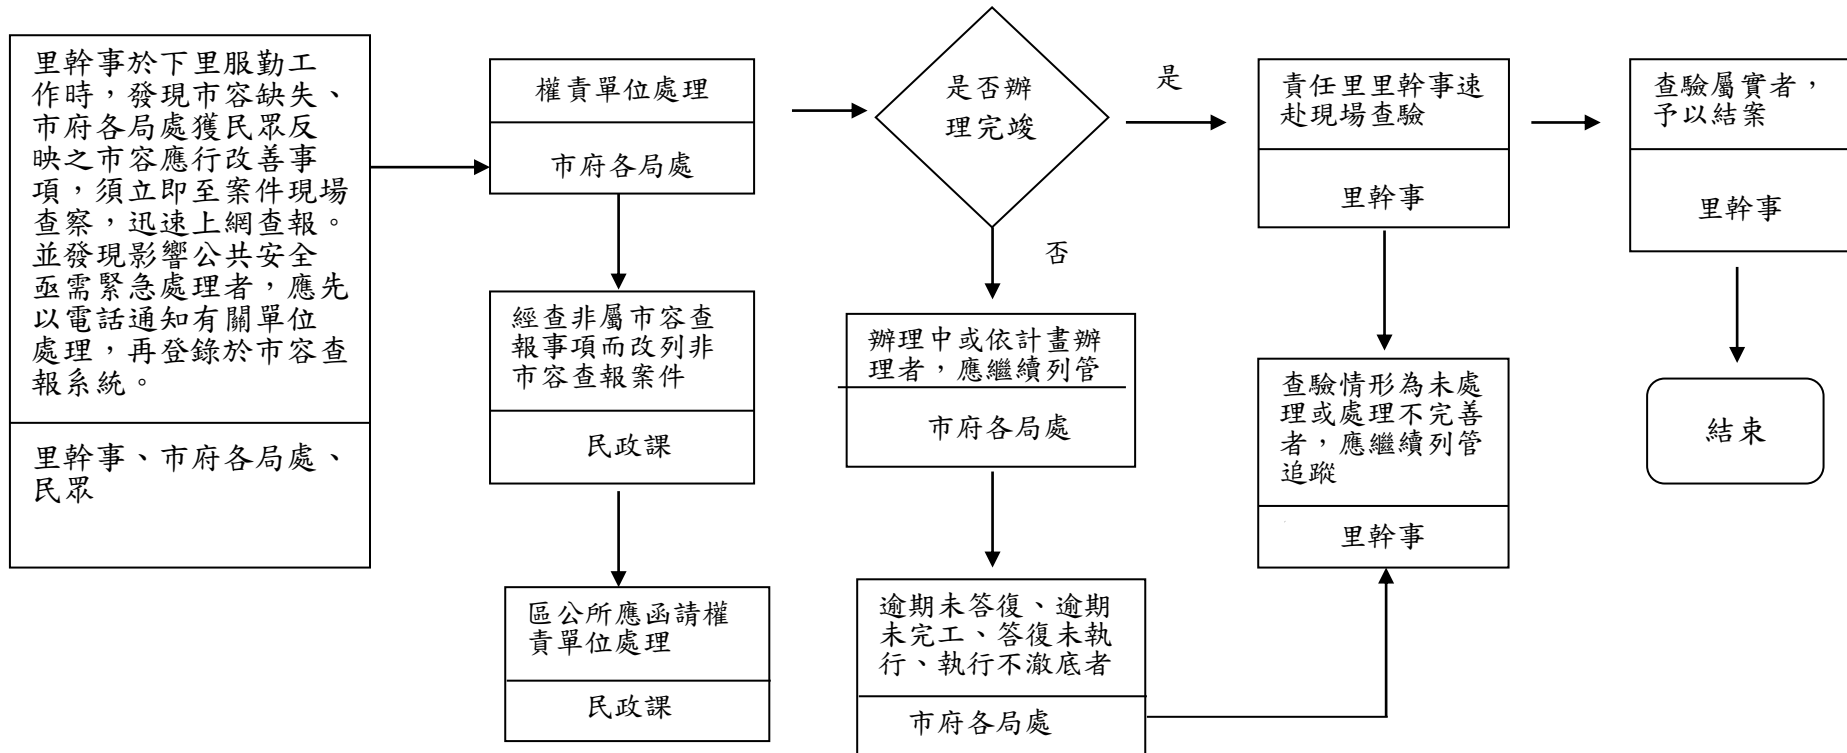 里幹事於下里服勤工
作時，發現市容缺失、
市府各局處獲民眾反
映之市容應行改善事
項，須立即至案件現場
查察，迅速上網查報。
並發現影響公共安全
亟需緊急處理者，應先
以電話通知有關單位
處理，再登錄於市容查
報系統。
里幹事、市府各局處、
民眾
權責單位處理
市府各局處
經查非屬市容查
報事項而改列非
市容查報案件
民政課
區公所應函請權
責單位處理
民政課
是否辦
理完竣
是
否
辦理中或依計畫辦
理者，應繼續列管
市府各局處
逾期未答復、逾期
未完工、答復未執
行、執行不澈底者
市府各局處
責任里里幹事速
赴現場查驗
里幹事
查驗情形為未處
理或處理不完善
者，應繼續列管
追蹤
里幹事
查驗屬實者，
予以結案
里幹事
結束